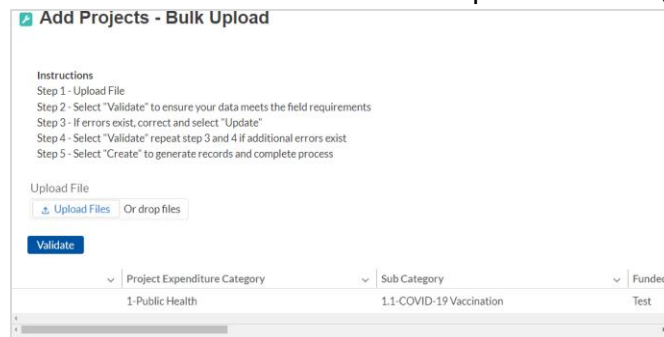 Add Projects - Bulk Upload
Instructions
Step 1 - Upload File
Step 2 - Select "Validate" to ensure your data meets the field requirements
Step 3 - If errors exist, correct and select "Update"
Step 4 - Select "Validate" repeat step 3 and 4 if additional errors exist
Step 5 - Select "Create" to generate records and complete process
Upload File
Upload Files Or drop files
Validate
Project Expenditure Category Sub Category Funded
1-Public Health 1.1-COVID-19 Vaccination Test